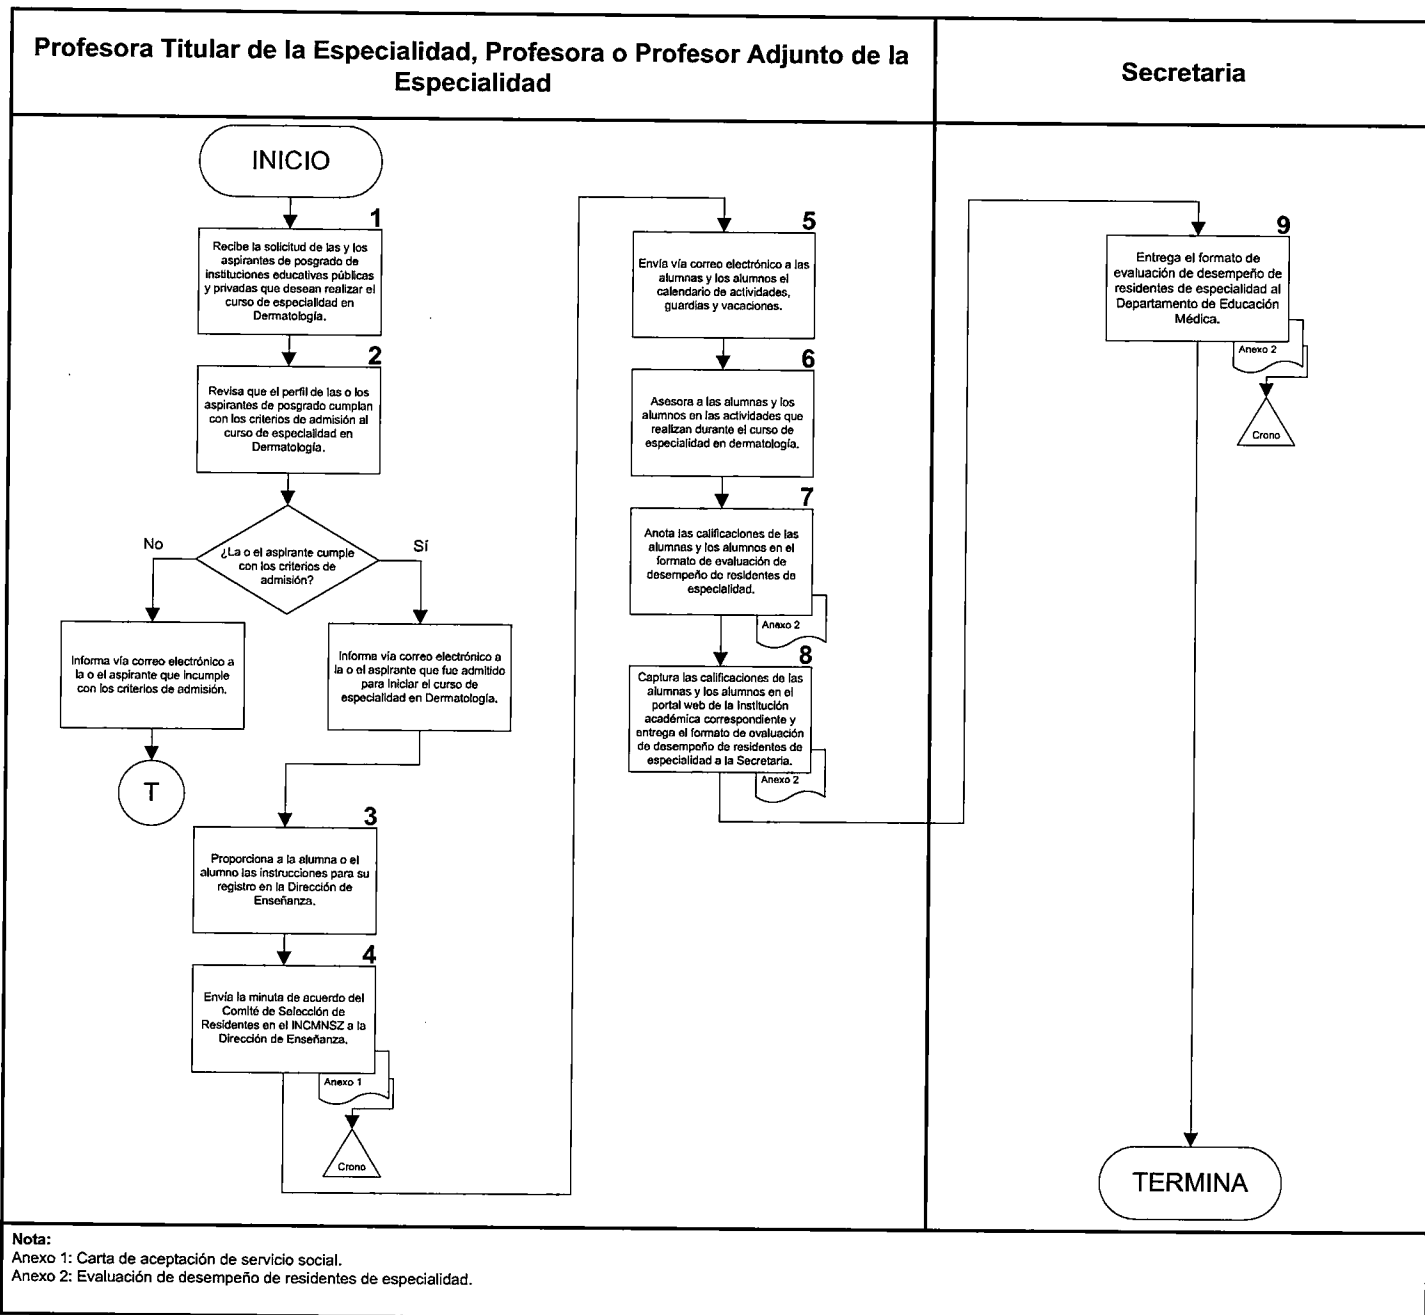 Profesora Titular de la Especialidad, Profesora o Profesor Adjunto de la
Especialidad
Secretaria
INICIO
1
Recibe la solicitud de las y los
aspirantes de posgrado de
instituciones educativas públicas
y privadas que desean realizar el
curso de especialidad en
Dermatología.
2
Revisa que el perfil de las o los
aspirantes de posgrado cumplan
con los criterios de admisión al
curso de especialidad en
Dermatología.
¿La o el aspirante cumple
con los criterios de
admisión?
No
Sí
Informa vía correo electrónico a
la o el aspirante que incumple
con los criterios de admisión.
T
Informa vía correo electrónico a
la o el aspirante que fue admitido
para iniciar el curso de
especialidad en Dermatología.
3
Proporciona a la alumna o el
alumno las instrucciones para su
registro en la Dirección de
Enseñanza.
4
Envía la minuta de acuerdo del
Comité de Selección de
Residentes en el INCMNSZ a la
Dirección de Enseñanza.
Anexo 1
Crono
5
Envía vía correo electrónico a las
alumnas y los alumnos el
calendario de actividades,
guardias y vacaciones.
6
Asesora a las alumnas y los
alumnos en las actividades que
realizan durante el curso de
especialidad en dermatología.
7
Anota las calificaciones de las
alumnas y los alumnos en el
formato de evaluación de
desempeño de residentes de
especialidad.
Anexo 2
8
Captura las calificaciones de las
alumnas y los alumnos en el
portal web de la Institución
académica correspondiente y
entrega el formato de evaluación
de desempeño de residentes de
especialidad a la Secretaria.
Anexo 2
9
Entrega el formato de
evaluación de desempeño de
residentes de especialidad al
Departamento de Educación
Médica.
Anexo 2
Crono
TERMINA
Nota:
Anexo 1: Carta de aceptación de servicio social.
Anexo 2: Evaluación de desempeño de residentes de especialidad.